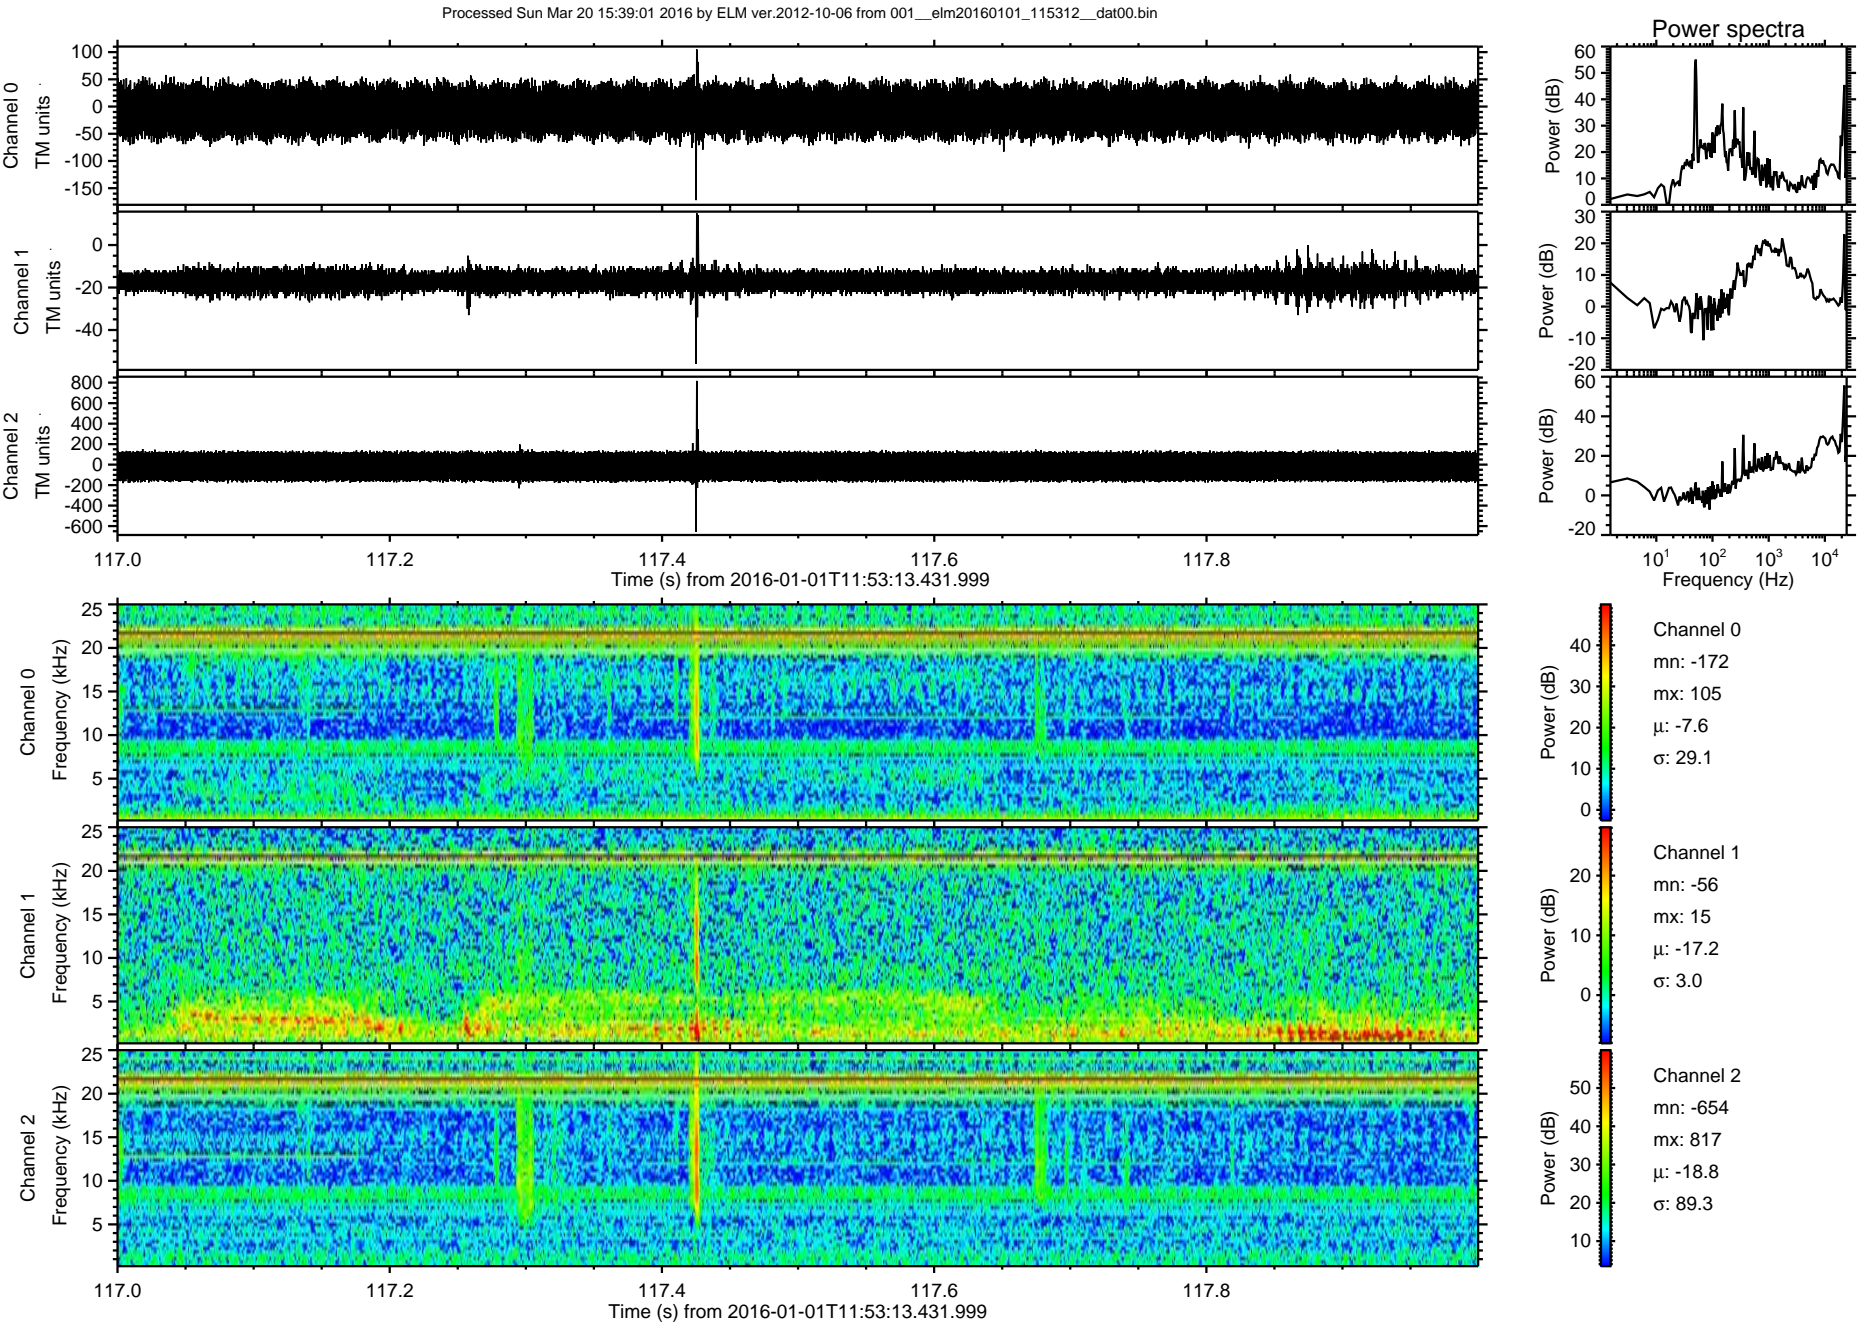 Processed Sun Mar 20 15:39:01 2016 by ELM ver.2012-10-06 from 001__elm20160101_115312__dat00.bin
Power spectra
Channel 0
TM units
100
50
0
-50
-100
-150
Power (dB)
60
50
40
30
20
10
0
Channel 1
TM units
0
-20
-40
Power (dB)
30
20
10
0
-10
-20
Channel 2
TM units
800
600
400
200
0
-200
-400
-600
Power (dB)
60
40
20
0
-20
117.0 117.2 117.4 117.6 117.8
Time (s) from 2016-01-01T11:53:13.431.999
10¹ 10² 10³ 10⁴
Frequency (Hz)
Channel 0
Frequency (kHz)
25
20
15
10
5
Power (dB)
40
30
20
10
0
Channel 0
mn: -172
mx: 105
μ: -7.6
σ: 29.1
Channel 1
Frequency (kHz)
25
20
15
10
5
Power (dB)
20
10
0
Channel 1
mn: -56
mx: 15
μ: -17.2
σ: 3.0
Channel 2
Frequency (kHz)
25
20
15
10
5
Power (dB)
50
40
30
20
10
Channel 2
mn: -654
mx: 817
μ: -18.8
σ: 89.3
117.0 117.2 117.4 117.6 117.8
Time (s) from 2016-01-01T11:53:13.431.999